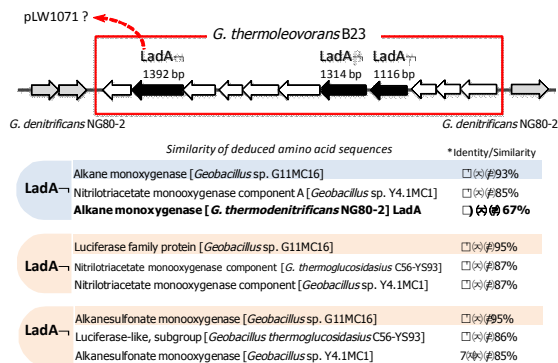 pLW1071 ?
G. thermoleovorans B23
LadA LadA LadA
1392 bp 1314 bp 1116 bp
G. denitrificans NG80-2 G. denitrificans NG80-2
Similarity of deduced amino acid sequences *Identity/Similarity
LadA
Alkane monoxygenase [Geobacillus sp. G11MC16] 93%
Nitrilotriacetate monooxygenase component A [Geobacillus sp. Y4.1MC1] 85%
Alkane monoxygenase [G. thermodenitrificans NG80-2] LadA 67%
LadA
Luciferase family protein [Geobacillus sp. G11MC16] 95%
Nitrilotriacetate monooxygenase component [G. thermoglucosidasius C56-YS93] 87%
Nitrilotriacetate monooxygenase component [Geobacillus sp. Y4.1MC1] 87%
LadA
Alkanesulfonate monooxygenase [Geobacillus sp. G11MC16] 95%
Luciferase-like, subgroup [Geobacillus thermoglucosidasius C56-YS93] 86%
Alkanesulfonate monooxygenase [Geobacillus sp. Y4.1MC1] 85%